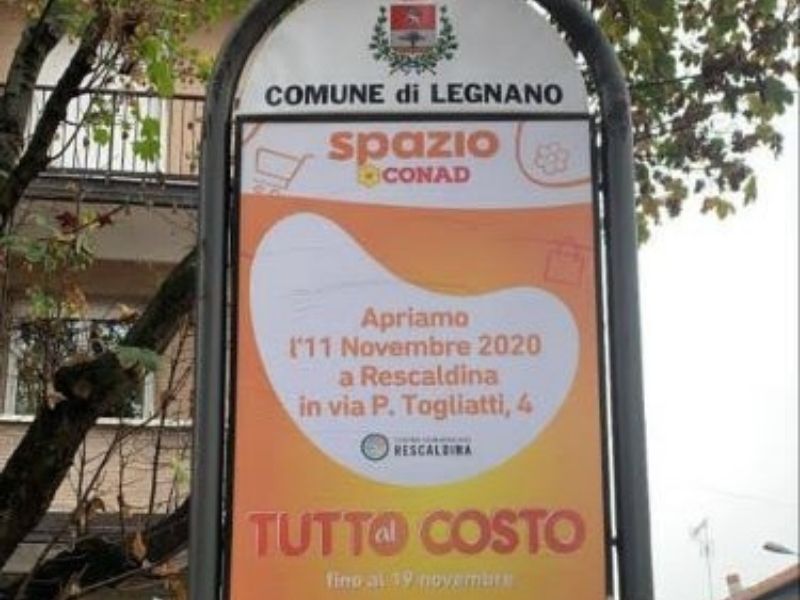 COMUNE di LEGNANO
spazio
CONAD
Apriamo
l'11 Novembre 2020
a Rescaldina
in via P. Togliatti, 4
RESCALDINA
TUTTO al COSTO
fino al 19 novembre